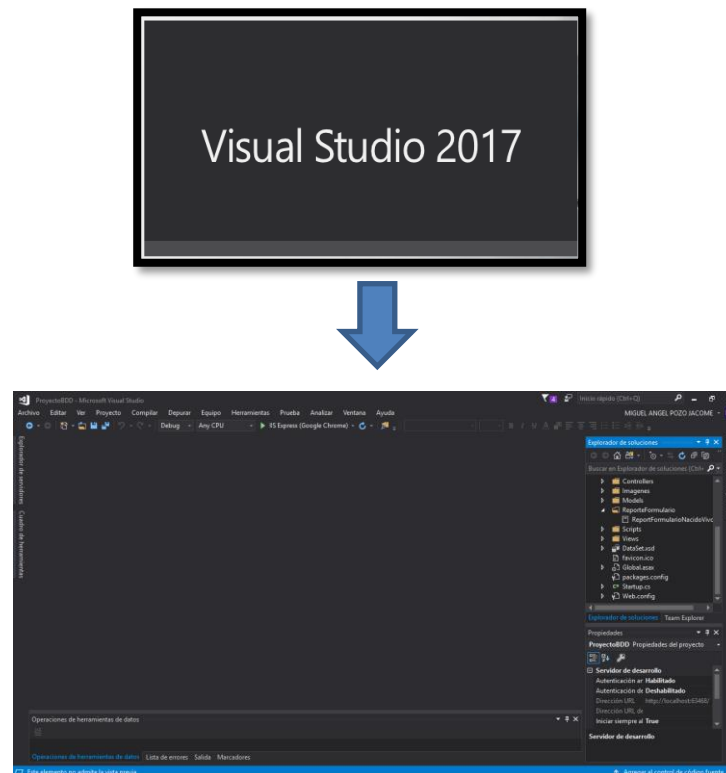 Visual Studio 2017
ProyectoBDD - Microsoft Visual Studio
4
Inicio rápido (Ctrl+Q)
Archivo Editar Ver Proyecto Compilar Depurar Equipo Herramientas Prueba Analizar Ventana Ayuda
MIGUEL ANGEL POZO JACOME
Debug Any CPU IIS Express (Google Chrome)
Explorador de servidores
Cuadro de herramientas
Explorador de soluciones
Buscar en Explorador de soluciones (Ctrl+
Controllers
Imagenes
Models
ReporteFormulario
ReportFormularioNacidoVivo
Scripts
Views
DataSet.xsd
favicon.ico
Global.asax
packages.config
Startup.cs
Web.config
Explorador de soluciones Team Explorer
Propiedades
ProyectoBDD Propiedades del proyecto
Servidor de desarrollo
Autenticación ar Habilitado
Autenticación de Deshabilitado
Dirección URL http://localhost:63468/
Dirección URL de
Iniciar siempre al True
Servidor de desarrollo
Operaciones de herramientas de datos
Operaciones de herramientas de datos Lista de errores Salida Marcadores
Este elemento no admite la vista previa
Agregar al control de código fuente